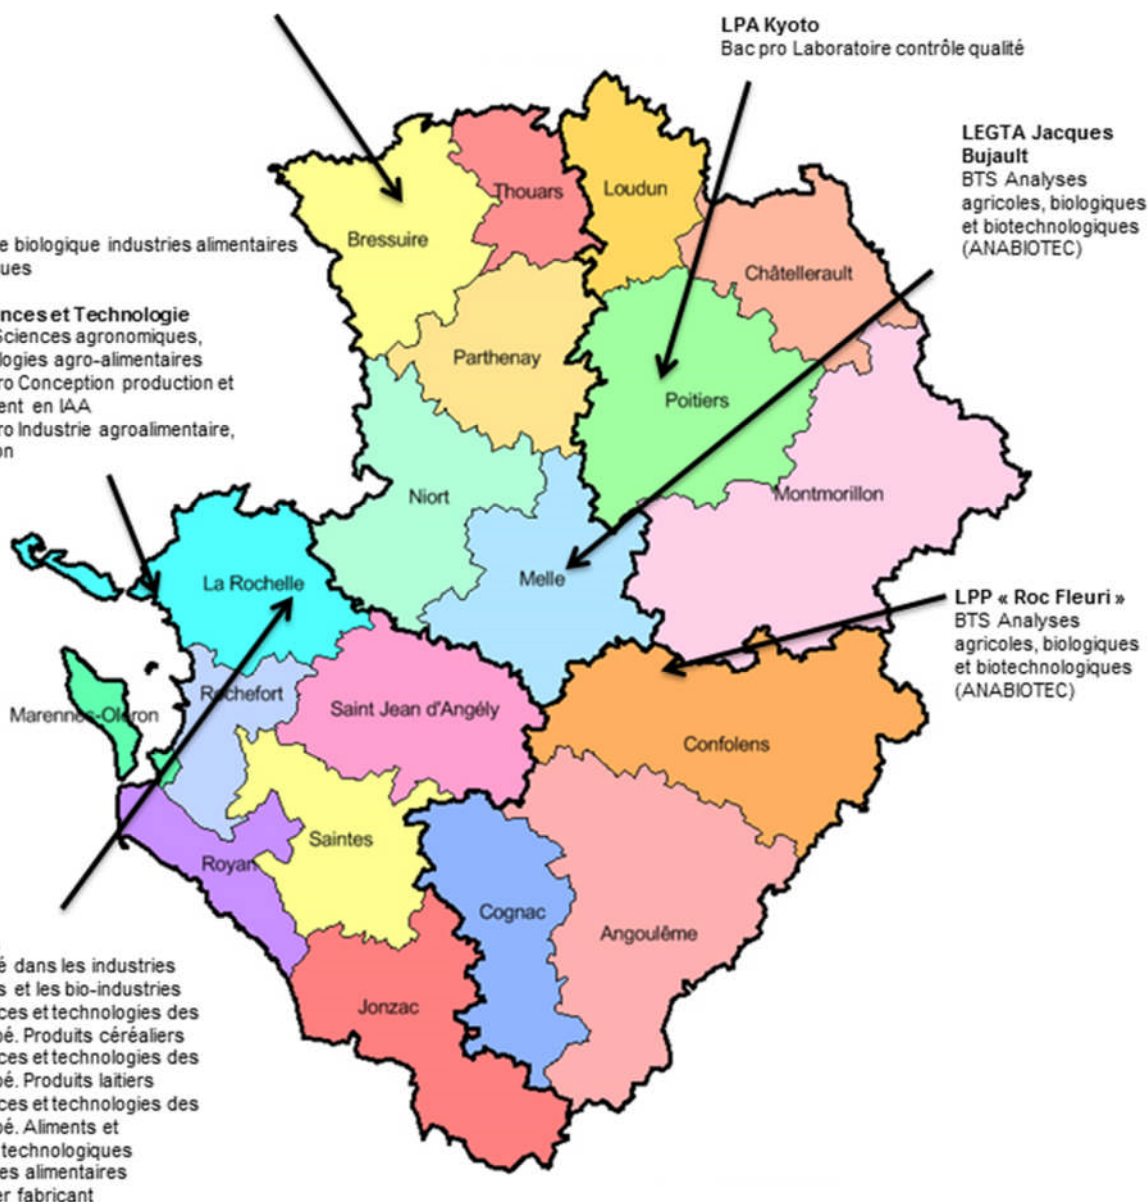 LPA Kyoto
Bac pro Laboratoire contrôle qualité
LEGTA Jacques
Bujault
BTS Analyses
agricoles, biologiques
et biotechnologiques
(ANABIOTEC)
e biologique industries alimentaires
ques
nces et Technologie
Sciences agronomiques,
logies agro-alimentaires
ro Conception production et
ent en IAA
ro Industrie agroalimentaire,
on
Thouars
Loudun
Bressuire
Châtellerault
Parthenay
Poitiers
Niort
Montmorillon
La Rochelle
Melle
LPP « Roc Fleuri »
BTS Analyses
agricoles, biologiques
et biotechnologiques
(ANABIOTEC)
Rochefort
Marennes-Oléron
Saint Jean d'Angély
Confolens
Saintes
Royan
Cognac
Angoulême
Jonzac
é dans les industries
s et les bio-industries
ces et technologies des
bé. Produits céréaliers
ces et technologies des
bé. Produits laitiers
ces et technologies des
bé. Aliments et
technologiques
es alimentaires
er fabricant